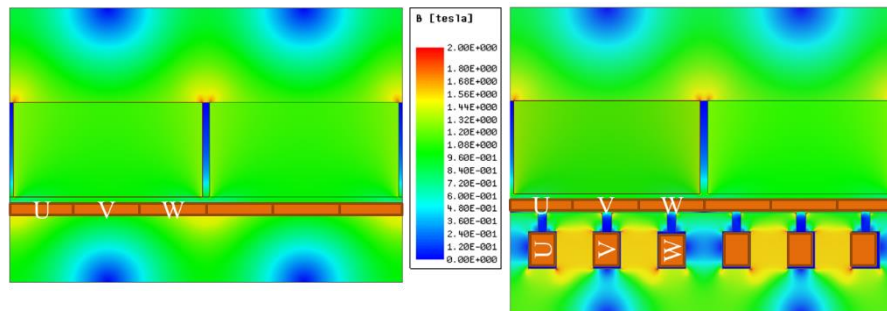 B [tesla]
2.00E+000
1.80E+000
1.68E+000
1.56E+000
1.44E+000
1.32E+000
1.20E+000
1.08E+000
9.60E-001
8.40E-001
7.20E-001
6.00E-001
4.80E-001
3.60E-001
2.40E-001
1.20E-001
0.00E+000
U V W
U V W
U V W